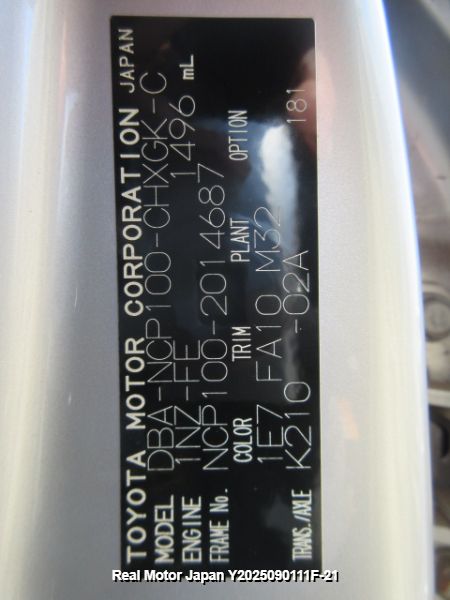 TOYOTA MOTOR CORPORATION JAPAN
MODEL DBA-NCP100-CHXGK-C
ENGINE 1NZ-FE 1496 mL
FRAME No. NCP100-2014687
COLOR TRIM PLANT OPTION
1E7 FA10 M32 181
TRANS./AXLE K210 -02A
Real Motor Japan Y2025090111F-21